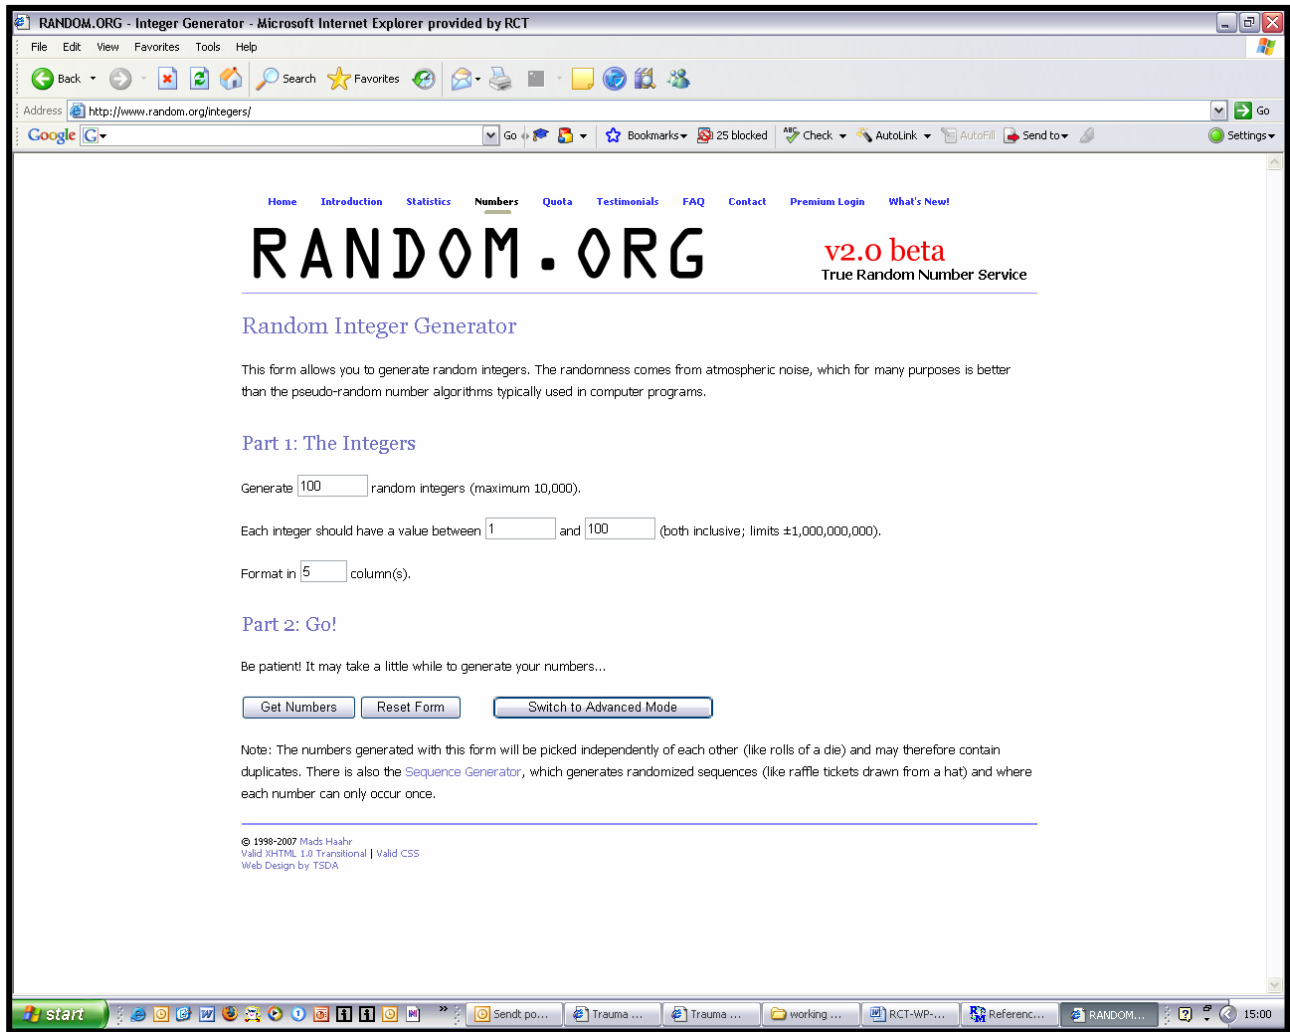 RANDOM.ORG - Integer Generator - Microsoft Internet Explorer provided by RCT
File Edit View Favorites Tools Help
Back Search Favorites
Address http://www.random.org/integers/ Go
Google G Go Bookmarks 25 blocked ABC Check AutoLink AutoFill Send to Settings
Home Introduction Statistics Numbers Quota Testimonials FAQ Contact Premium Login What's New!
RANDOM.ORG
v2.0 beta
True Random Number Service
Random Integer Generator
This form allows you to generate random integers. The randomness comes from atmospheric noise, which for many purposes is better
than the pseudo-random number algorithms typically used in computer programs.
Part 1: The Integers
Generate 100 random integers (maximum 10,000).
Each integer should have a value between 1 and 100 (both inclusive; limits ±1,000,000,000).
Format in 5 column(s).
Part 2: Go!
Be patient! It may take a little while to generate your numbers...
Get Numbers Reset Form Switch to Advanced Mode
Note: The numbers generated with this form will be picked independently of each other (like rolls of a die) and may therefore contain
duplicates. There is also the Sequence Generator, which generates randomized sequences (like raffle tickets drawn from a hat) and where
each number can only occur once.
© 1998-2007 Mads Haahr
Valid XHTML 1.0 Transitional | Valid CSS
Web Design by TSDA
start Sendt po... Trauma ... Trauma ... working ... RCT-WP-... Referenc... RANDOM... 15:00